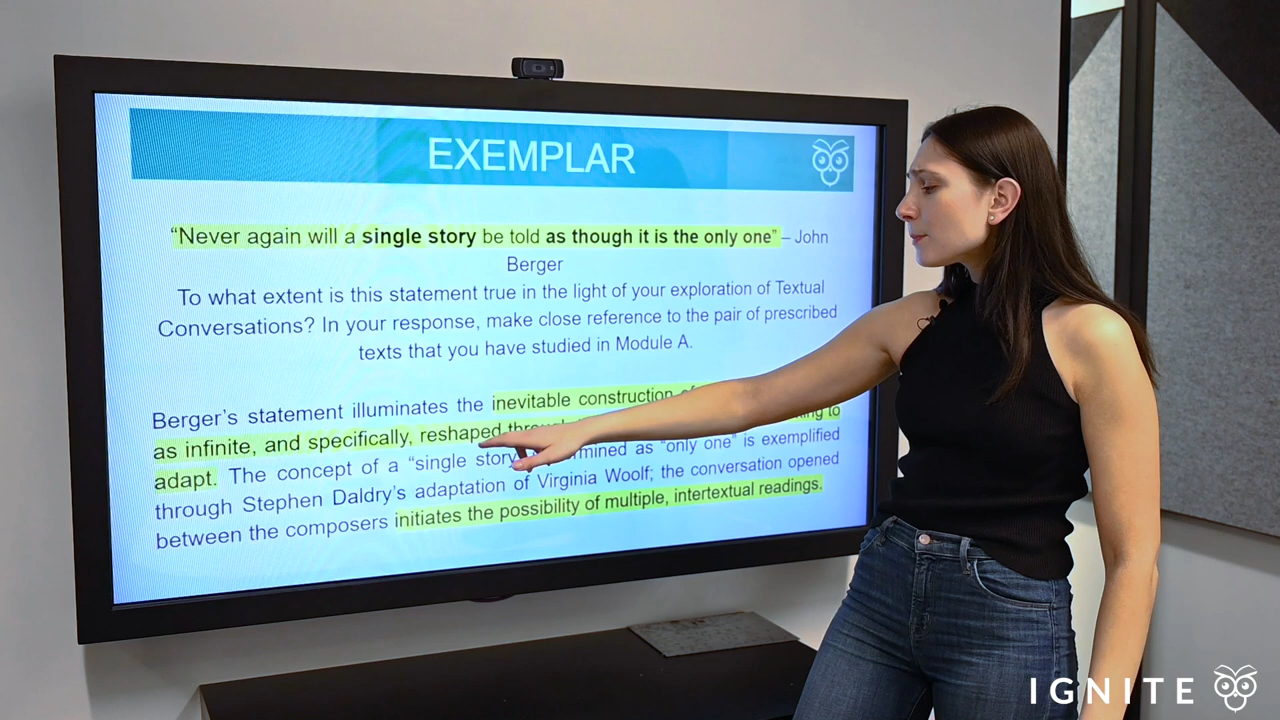 EXEMPLAR
“Never again will a single story be told as though it is the only one” – John
Berger
To what extent is this statement true in the light of your exploration of Textual
Conversations? In your response, make close reference to the pair of prescribed
texts that you have studied in Module A.
Berger’s statement illuminates the inevitable construction
as infinite, and specifically, reshaped to
adapt. The concept of a “single story as “only one” is exemplified
through Stephen Daldry’s adaptation of Virginia Woolf; the conversation opened
between the composers initiates the possibility of multiple, intertextual readings.
IGNITE